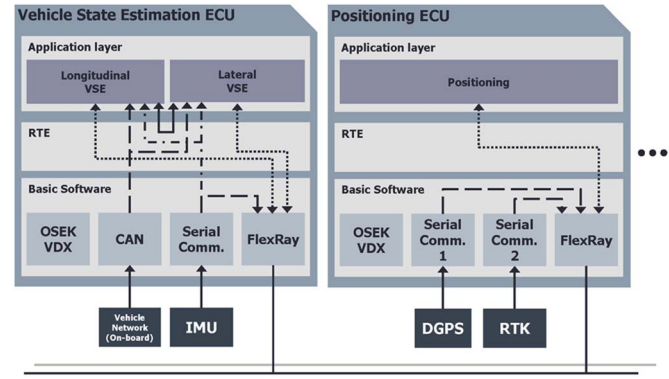 Vehicle State Estimation ECU
Application layer
Longitudinal
VSE
Lateral
VSE
RTE
Basic Software
OSEK
VDX
CAN
Serial
Comm.
FlexRay
Vehicle
Network
(On-board)
IMU
Positioning ECU
Application layer
Positioning
RTE
Basic Software
OSEK
VDX
Serial
Comm.
1
Serial
Comm.
2
FlexRay
DGPS
RTK